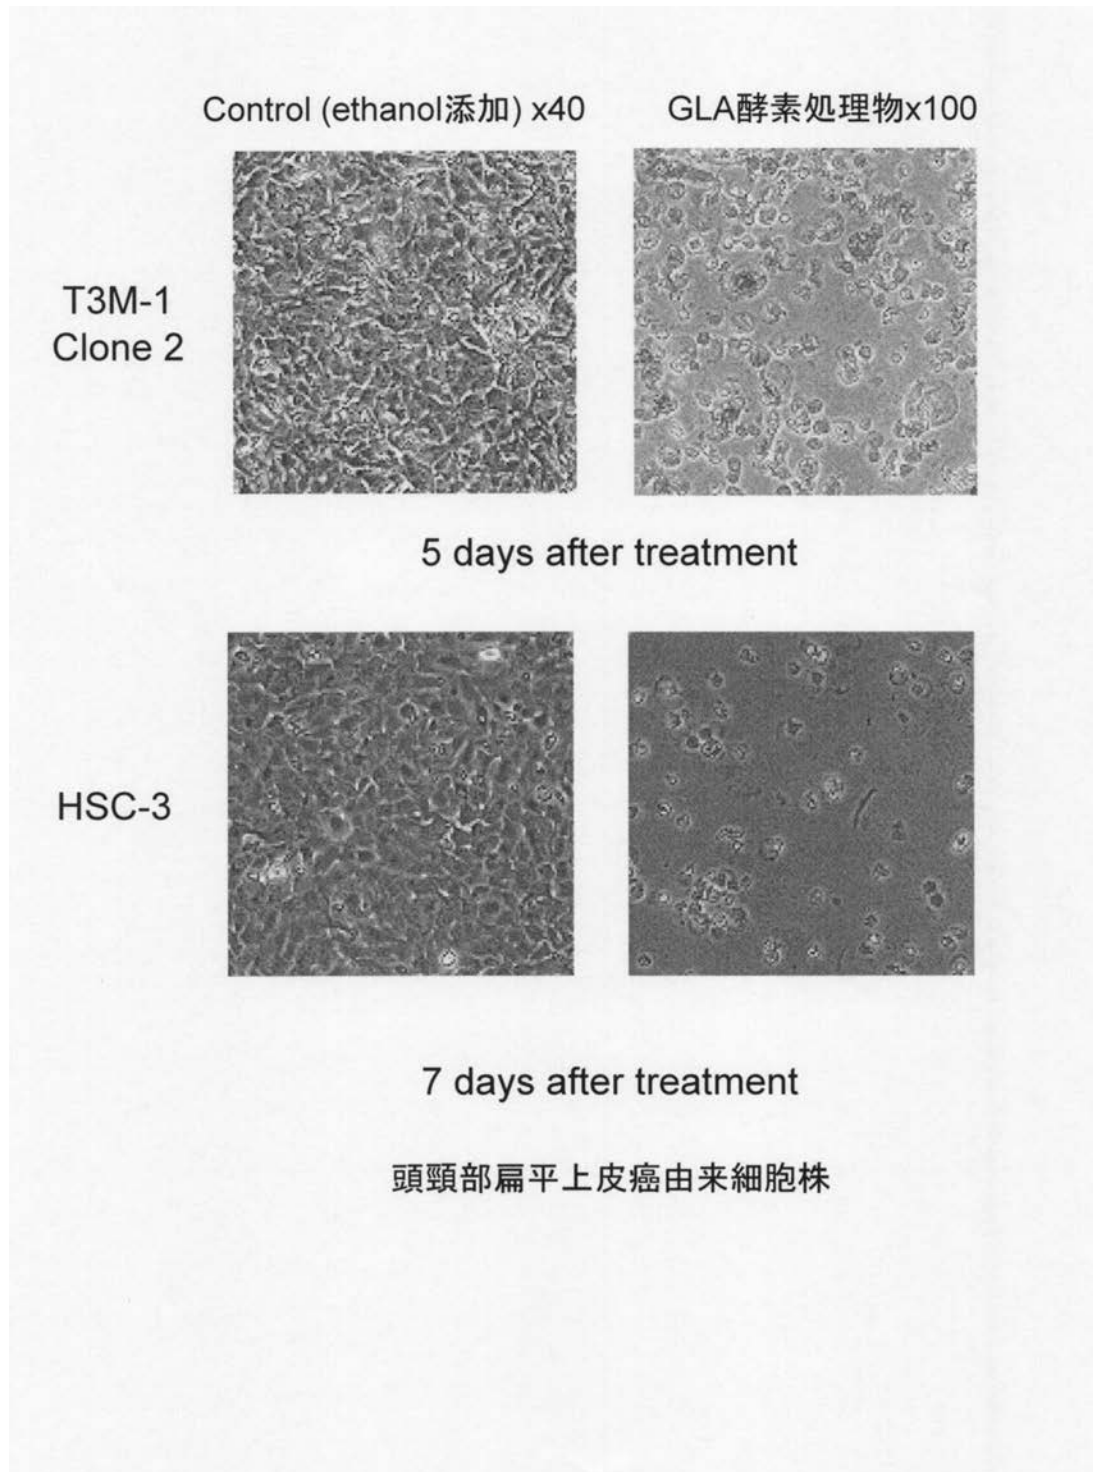 Control (ethanol添加) x40
GLA酵素処理物x100
T3M-1
Clone 2
5 days after treatment
HSC-3
7 days after treatment
頭頸部扁平上皮癌由来細胞株